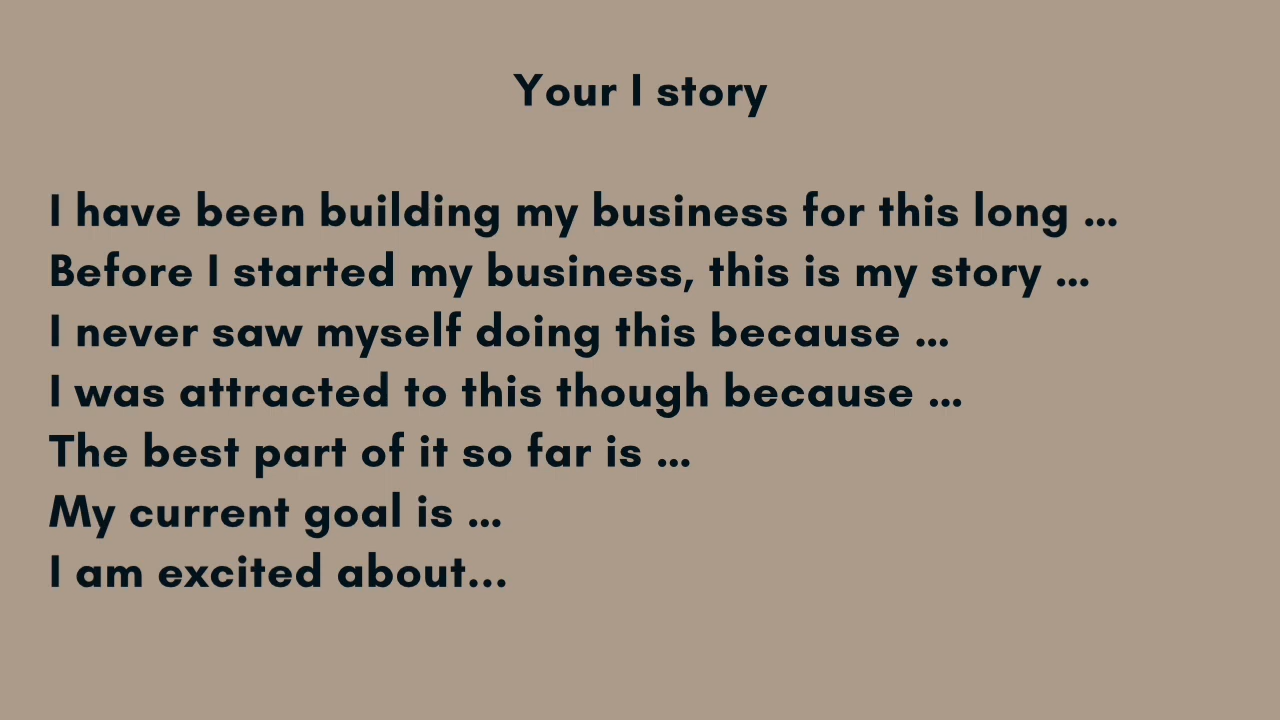 Your I story
I have been building my business for this long ...
Before I started my business, this is my story ...
I never saw myself doing this because ...
I was attracted to this though because ...
The best part of it so far is ...
My current goal is ...
I am excited about...